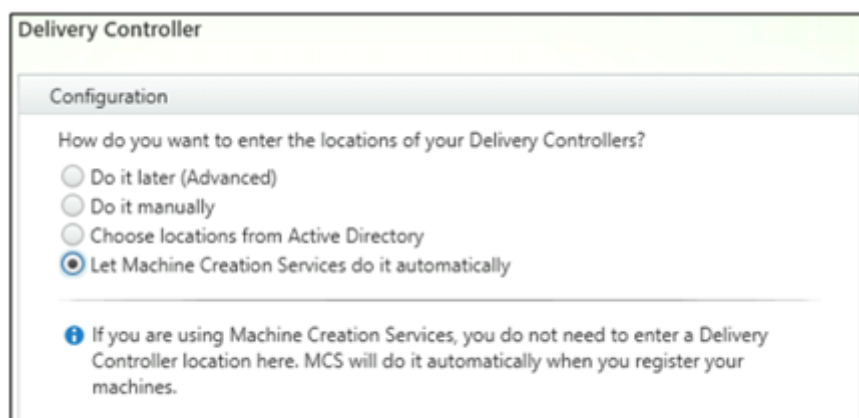 Delivery Controller
Configuration
How do you want to enter the locations of your Delivery Controllers?
Do it later (Advanced)
Do it manually
Choose locations from Active Directory
Let Machine Creation Services do it automatically
If you are using Machine Creation Services, you do not need to enter a Delivery
Controller location here. MCS will do it automatically when you register your
machines.